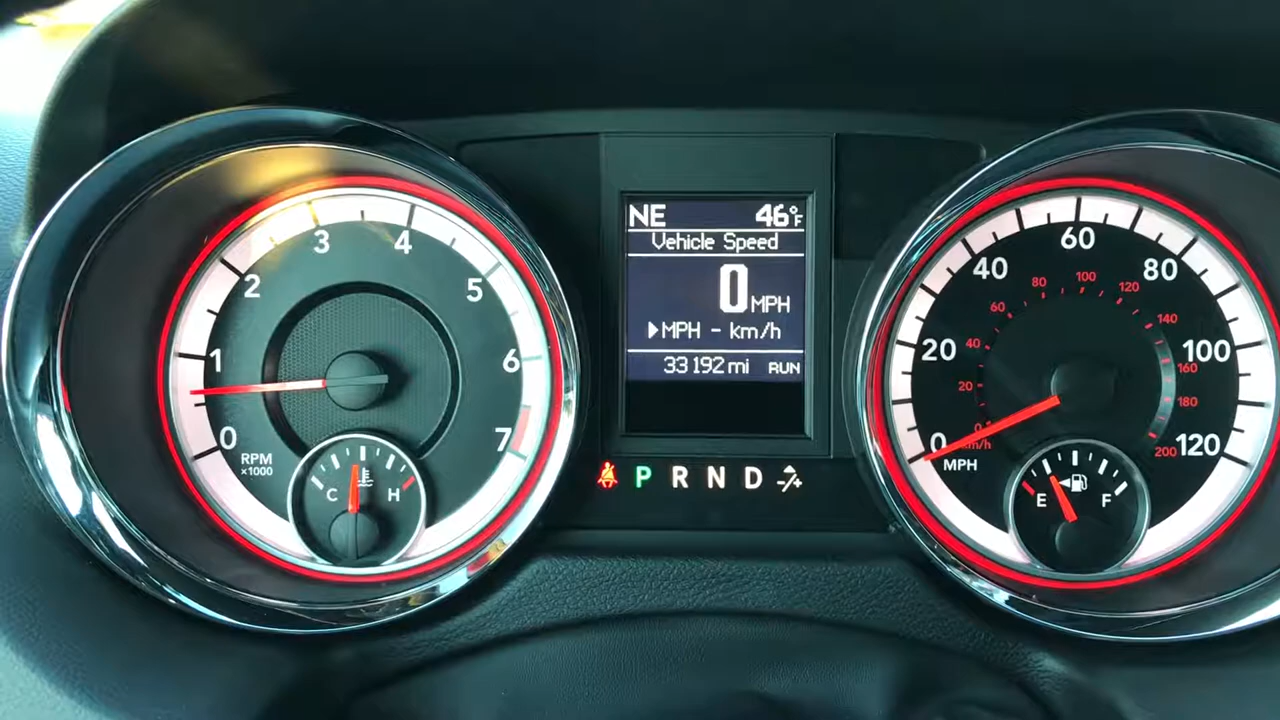 NE 46°F
Vehicle Speed
0 MPH
MPH - km/h
33192 mi RUN
P R N D -/+
0 1 2 3 4 5 6 7
RPM
×1000
C H
0 20 40 60 80 100 120
MPH
0 20 40 60 80 100 120 140 160 180 200
km/h
E F